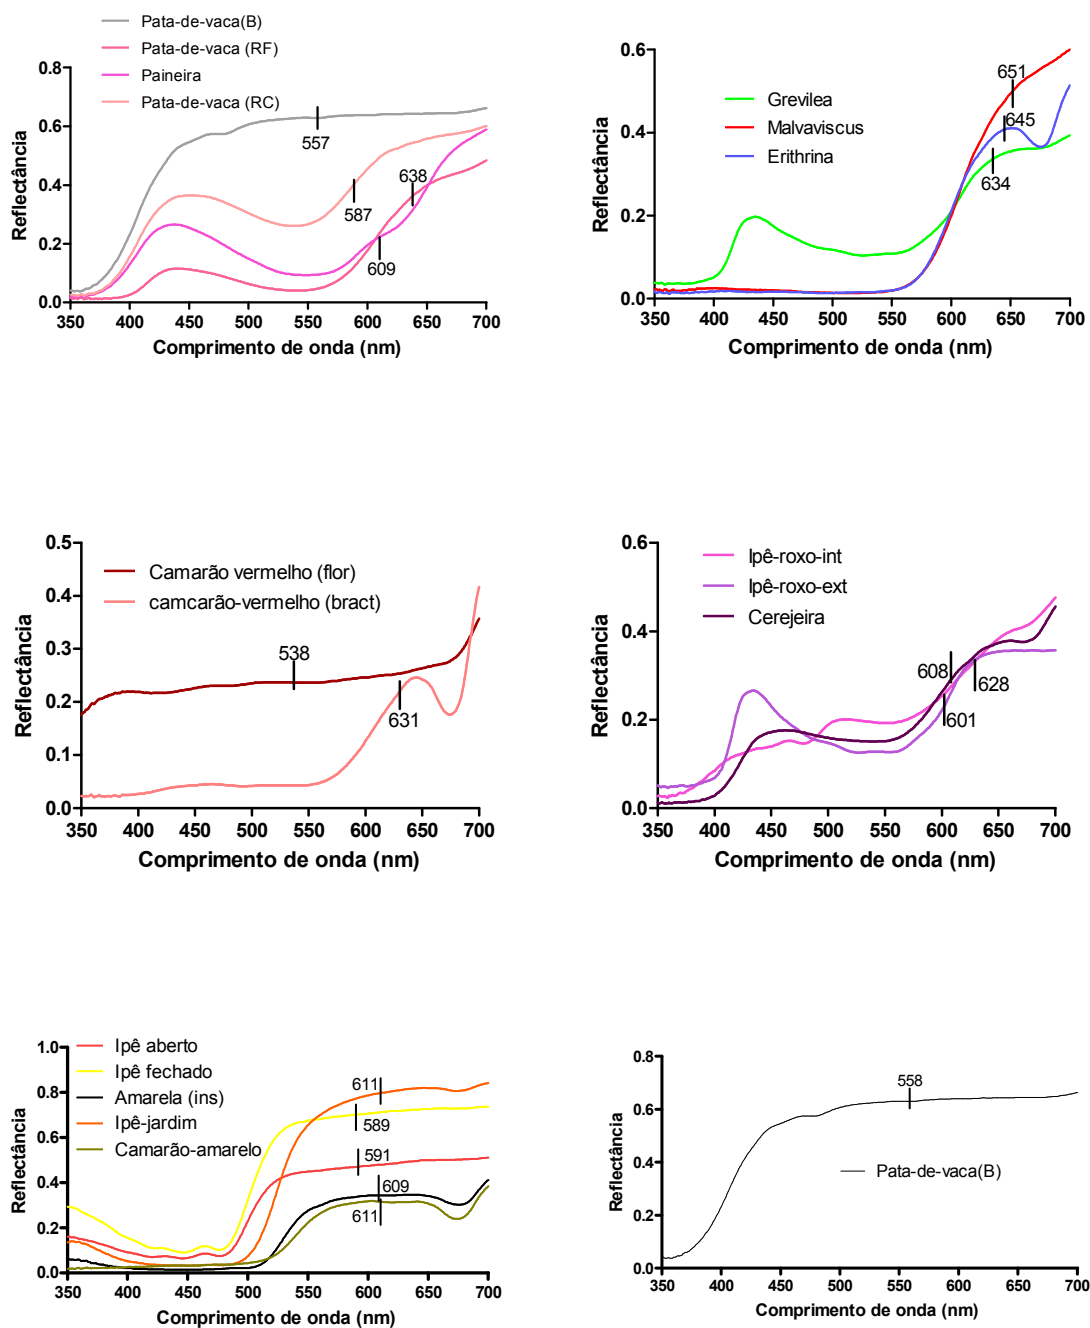 Pata-de-vaca(B)
Pata-de-vaca (RF)
Paineira
Pata-de-vaca (RC)
Reflectância
0.8
0.6
0.4
0.2
0.0
557
638
587
609
350 400 450 500 550 600 650 700
Comprimento de onda (nm)
Reflectância
0.6
0.4
0.2
0.0
Grevilea
Malvaviscus
Erithrina
651
645
634
350 400 450 500 550 600 650 700
Comprimento de onda (nm)
Reflectância
0.5
0.4
0.3
0.2
0.1
0.0
Camarão vermelho (flor)
camcarão-vermelho (bract)
538
631
350 400 450 500 550 600 650 700
Comprimento de onda (nm)
Reflectância
0.6
0.4
0.2
0.0
Ipê-roxo-int
Ipê-roxo-ext
Cerejeira
608
628
601
350 400 450 500 550 600 650 700
Comprimento de onda (nm)
Reflectância
1.0
0.8
0.6
0.4
0.2
0.0
Ipê aberto
Ipê fechado
Amarela (ins)
Ipê-jardim
Camarão-amarelo
611
589
591
609
611
350 400 450 500 550 600 650 700
Comprimento de onda (nm)
Reflectância
0.8
0.6
0.4
0.2
0.0
558
Pata-de-vaca(B)
350 400 450 500 550 600 650 700
Comprimento de onda (nm)